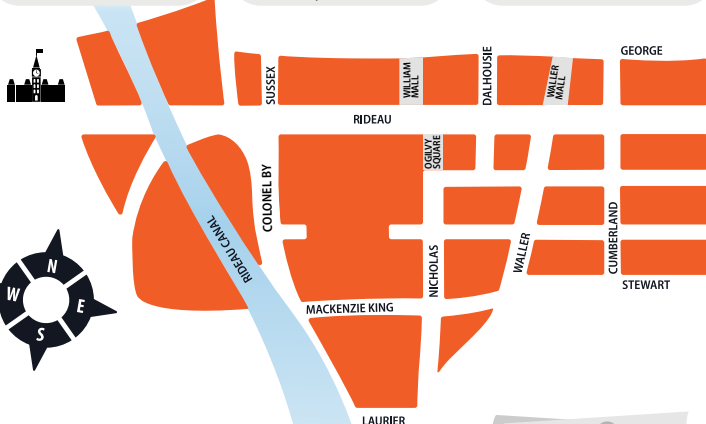 GEORGE
SUSSEX
WILLIAM
MALL
DALHOUSIE
WALLER
MALL
RIDEAU
OGILVY
SQUARE
COLONEL BY
RIDEAU CANAL
NICHOLAS
WALLER
CUMBERLAND
STEWART
MACKENZIE KING
LAURIER
N
W
E
S